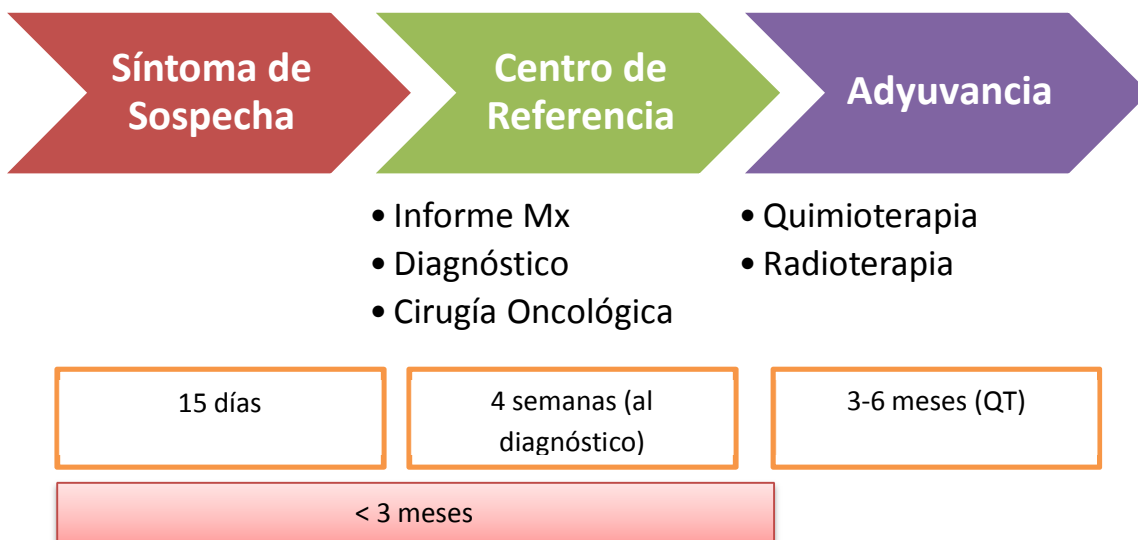 Síntoma de
Sospecha
Centro de
Referencia
Adyuvancia
• Informe Mx
• Diagnóstico
• Cirugía Oncológica
• Quimioterapia
• Radioterapia
15 días
4 semanas (al
diagnóstico)
3-6 meses (QT)
< 3 meses